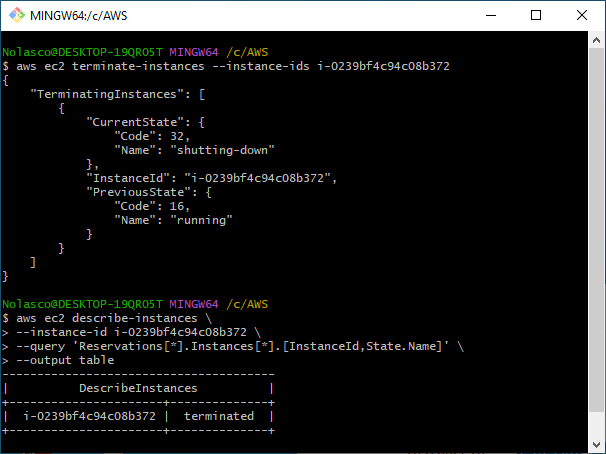 MINGW64:/c/AWS
Nolasco@DESKTOP-19QRO5T MINGW64 /c/AWS
$ aws ec2 terminate-instances --instance-ids i-0239bf4c94c08b372
{
    "TerminatingInstances": [
        {
            "CurrentState": {
                "Code": 32,
                "Name": "shutting-down"
            },
            "InstanceId": "i-0239bf4c94c08b372",
            "PreviousState": {
                "Code": 16,
                "Name": "running"
            }
        }
    ]
}
Nolasco@DESKTOP-19QRO5T MINGW64 /c/AWS
$ aws ec2 describe-instances \
> --instance-id i-0239bf4c94c08b372 \
> --query 'Reservations[*].Instances[*].[InstanceId,State.Name]' \
> --output table
---------------------------------------
|          DescribeInstances          |
+----------------------+--------------+
|  i-0239bf4c94c08b372 |  terminated  |
+----------------------+--------------+